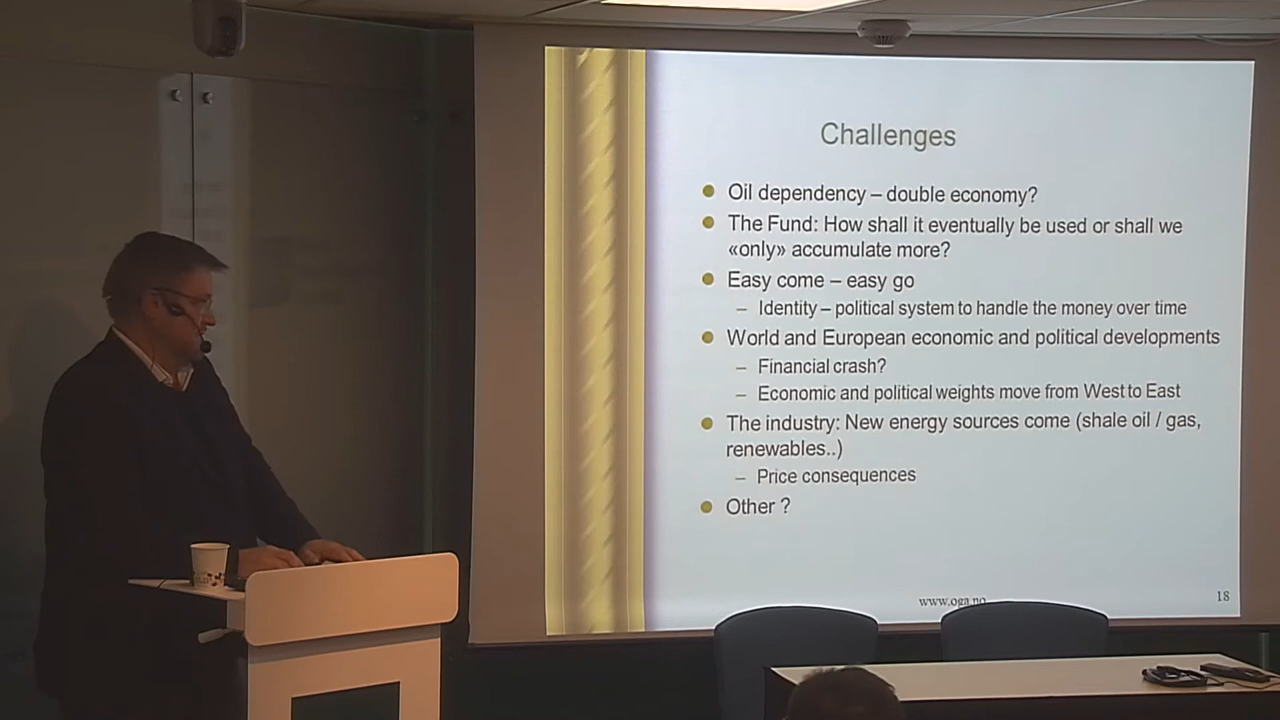 Challenges
Oil dependency – double economy?
The Fund: How shall it eventually be used or shall we
«only» accumulate more?
Easy come – easy go
– Identity – political system to handle the money over time
World and European economic and political developments
– Financial crash?
– Economic and political weights move from West to East
The industry: New energy sources come (shale oil / gas,
renewables..)
– Price consequences
Other ?
www.oga.no
18